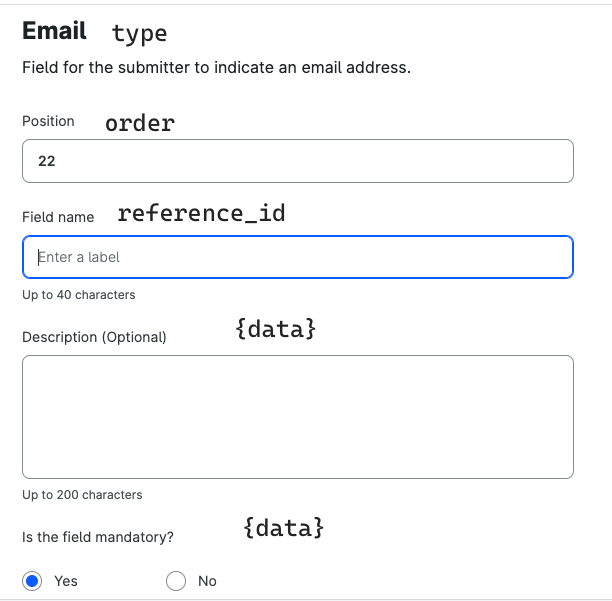 Email type
Field for the submitter to indicate an email address.
Position order
22
Field name reference_id
Enter a label
Up to 40 characters
Description (Optional) {data}
Up to 200 characters
Is the field mandatory? {data}
Yes No